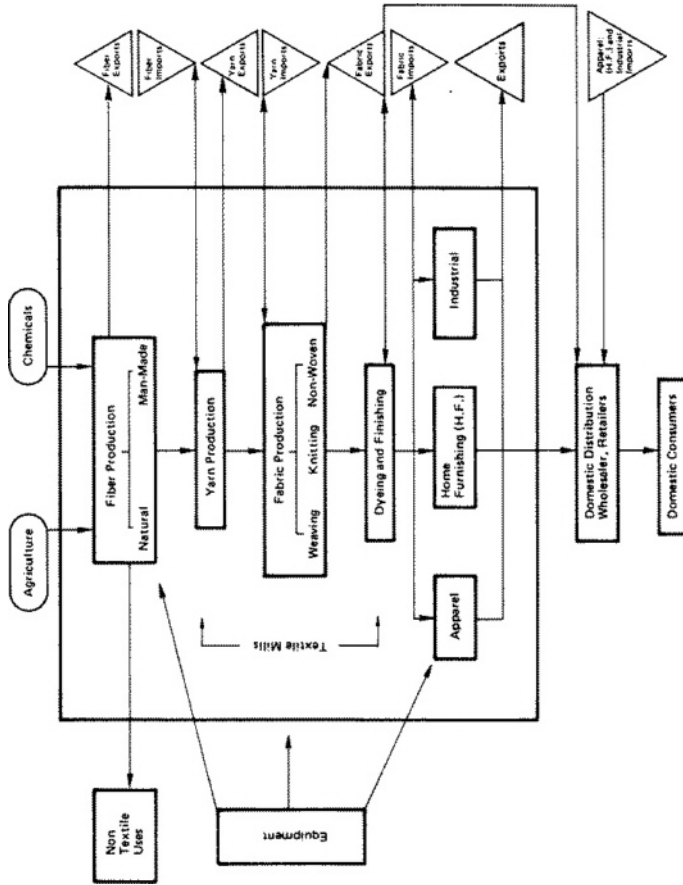 Agriculture
Chemicals
Fiber Production
Natural
Man-Made
Non
Textile
Uses
Fiber
Exports
Fiber
Imports
Yarn Production
Yarn
Exports
Yarn
Imports
Fabric Production
Weaving
Knitting
Non-Woven
Textile Mills
Equipment
Dyeing and Finishing
Fabric
Exports
Fabric
Imports
Apparel
Home
Furnishing (H.F.)
Industrial
Exports
Apparel;
(H.F.) and
Industrial
Imports
Domestic Distribution
Wholesaler, Retailers
Domestic Consumers